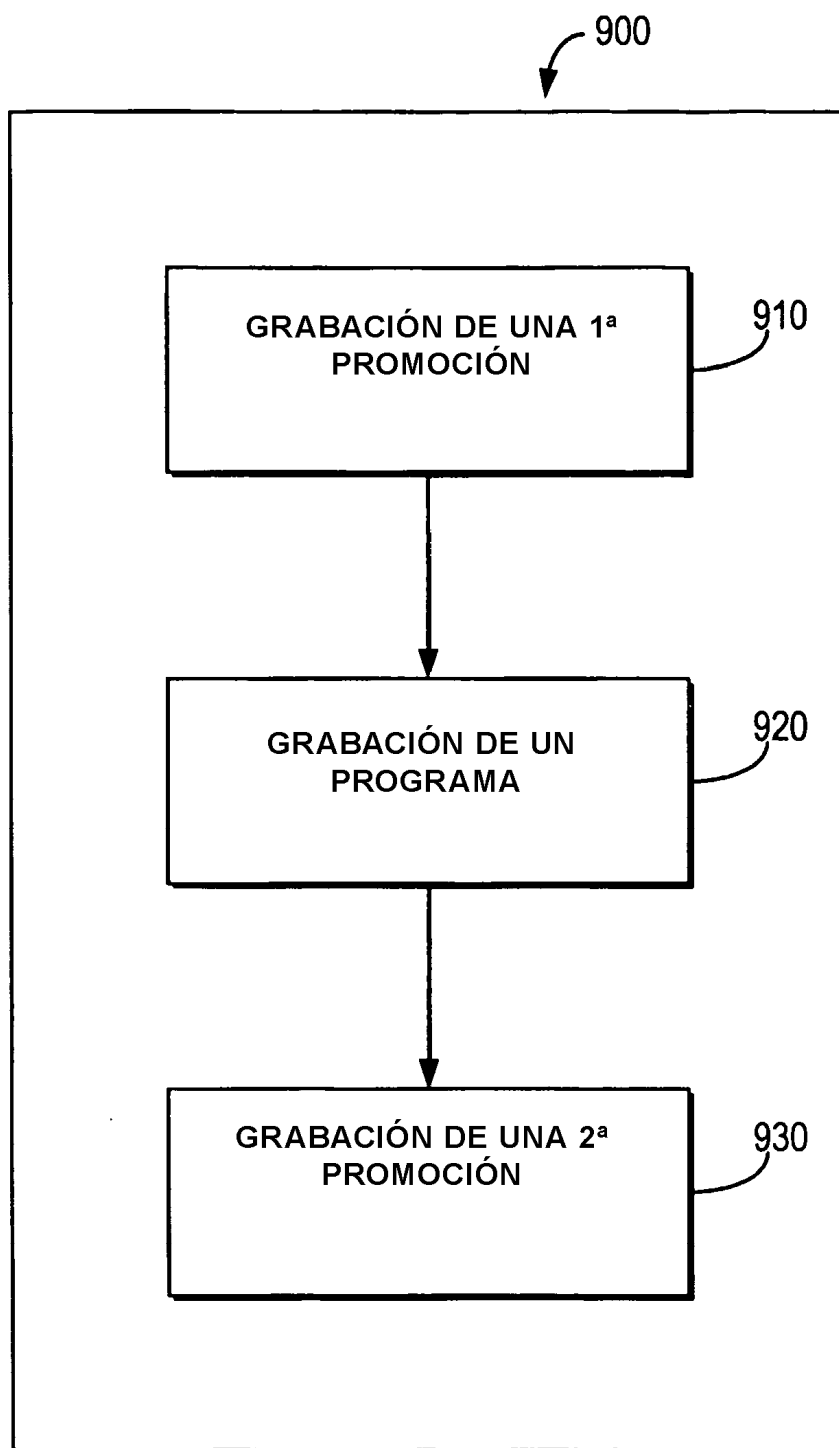 900
GRABACIÓN DE UNA 1ª
PROMOCIÓN
910
GRABACIÓN DE UN
PROGRAMA
920
GRABACIÓN DE UNA 2ª
PROMOCIÓN
930